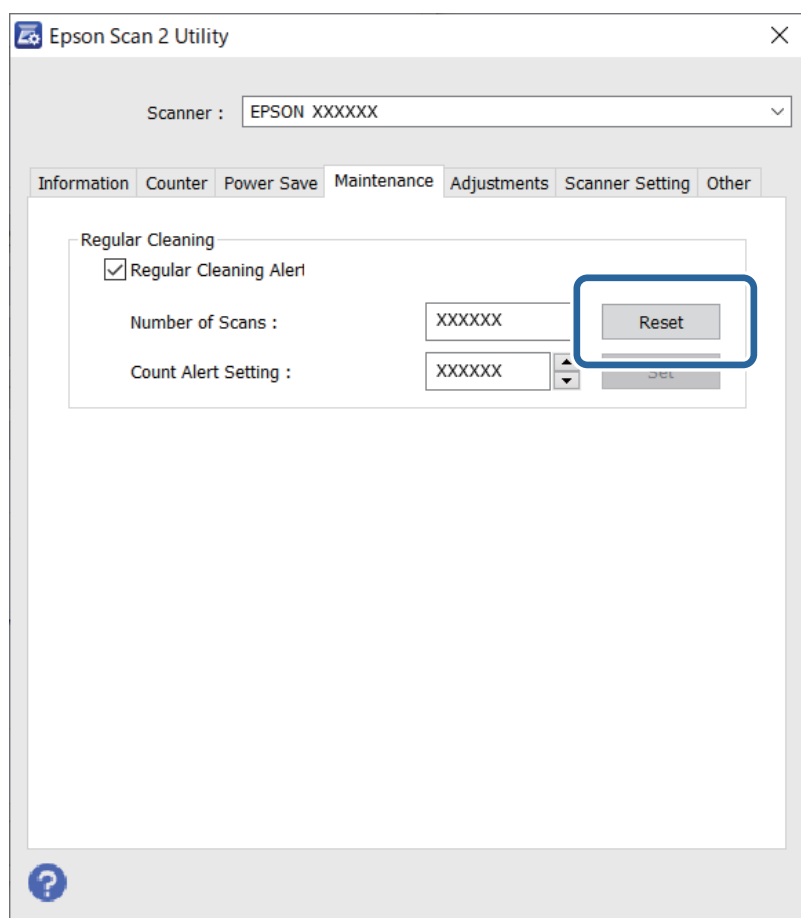 Epson Scan 2 Utility
Scanner : EPSON XXXXXX
Information Counter Power Save Maintenance Adjustments Scanner Setting Other
Regular Cleaning
Regular Cleaning Alert
Number of Scans : XXXXXX Reset
Count Alert Setting : XXXXXX Set
?